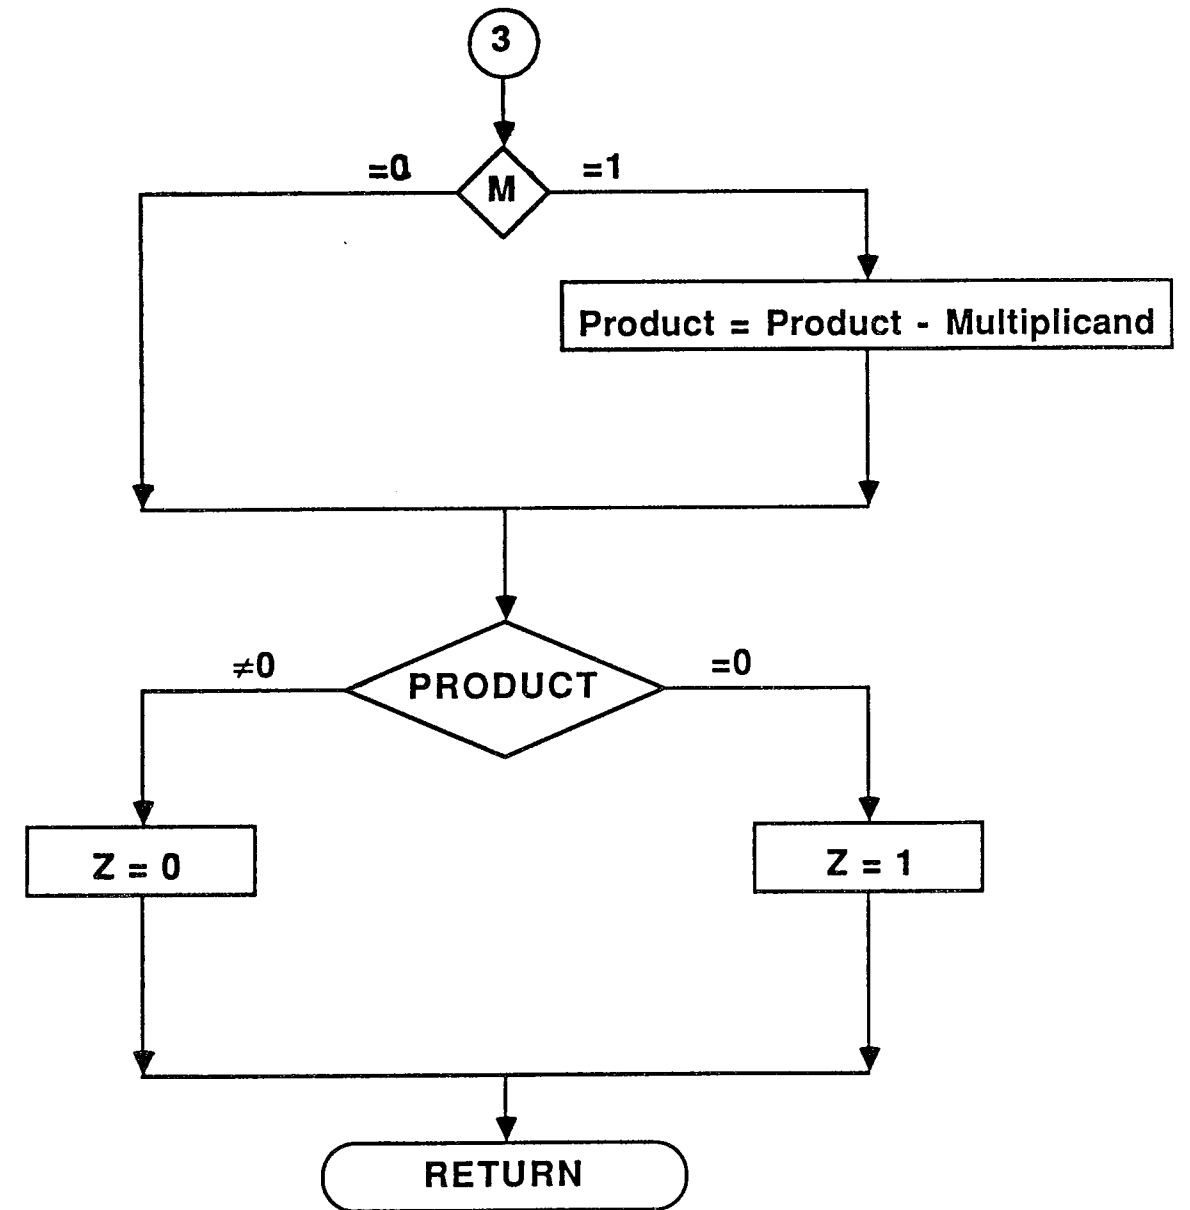 3
=0
M
=1
Product = Product - Multiplicand
≠0
PRODUCT
=0
Z = 0
Z = 1
RETURN